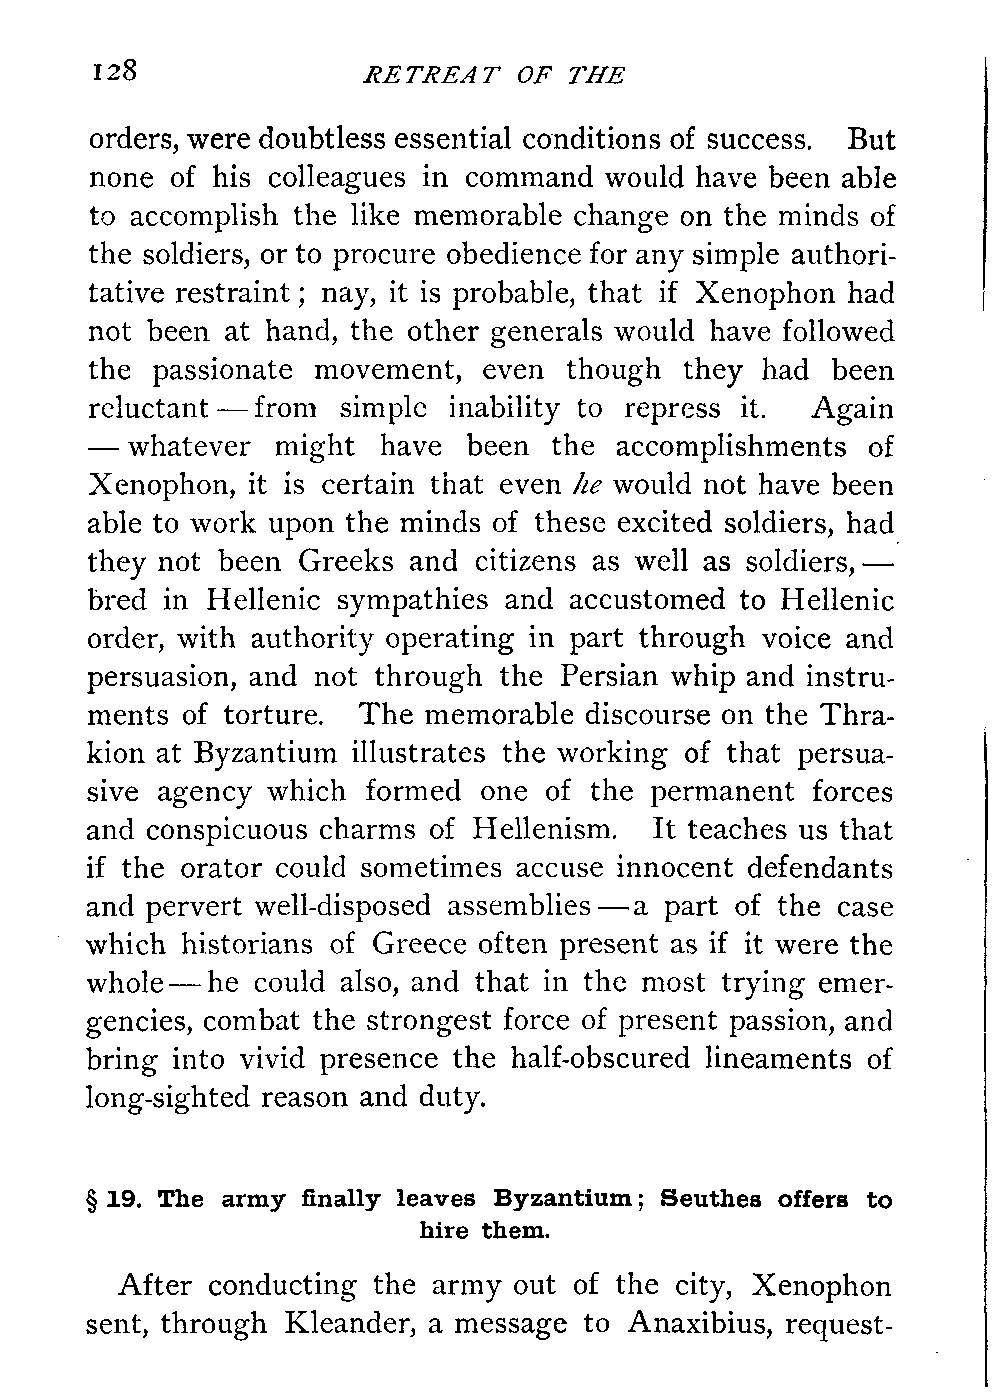 128 RETREAT OF THE
orders, were doubtless essential conditions of success. But
none of his colleagues in command would have been able
to accomplish the like memorable change on the minds of
the soldiers, or to procure obedience for any simple authori-
tative restraint ; nay, it is probable, that if Xenophon had
not been at hand, the other generals would have followed
the passionate movement, even though they had been
reluctant — from simple inability to repress it. Again
— whatever might have been the accomplishments of
Xenophon, it is certain that even he would not have been
able to work upon the minds of these excited soldiers, had
they not been Greeks and citizens as well as soldiers, —
bred in Hellenic sympathies and accustomed to Hellenic
order, with authority operating in part through voice and
persuasion, and not through the Persian whip and instru-
ments of torture. The memorable discourse on the Thra-
kion at Byzantium illustrates the working of that persua-
sive agency which formed one of the permanent forces
and conspicuous charms of Hellenism. It teaches us that
if the orator could sometimes accuse innocent defendants
and pervert well-disposed assemblies — a part of the case
which historians of Greece often present as if it were the
whole — he could also, and that in the most trying emer-
gencies, combat the strongest force of present passion, and
bring into vivid presence the half-obscured lineaments of
long-sighted reason and duty.
§ 19. The army finally leaves Byzantium; Seuthes offers to
hire them.
After conducting the army out of the city, Xenophon
sent, through Kleander, a message to Anaxibius, request-